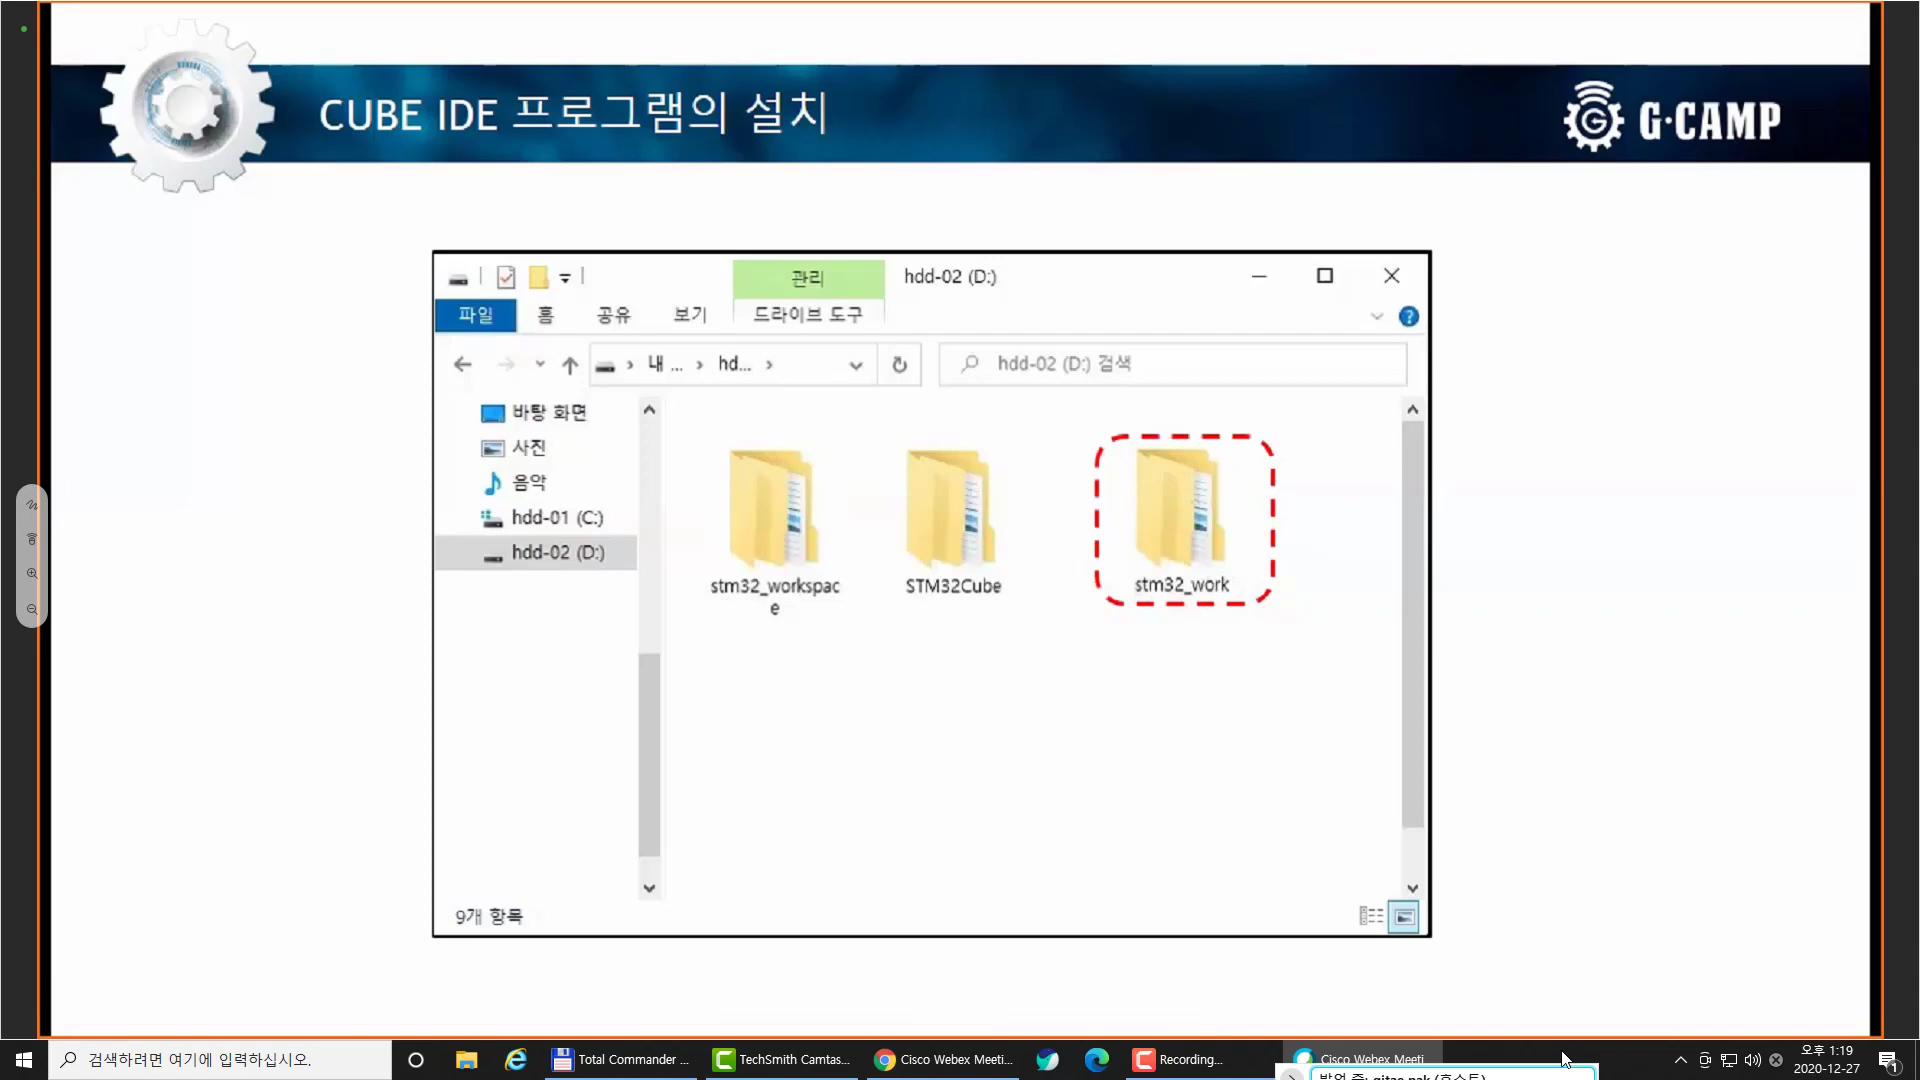 CUBE IDE 프로그램의 설치
G·CAMP
관리
hdd-02 (D:)
파일
홈
공유
보기
드라이브 도구
내 ...
hd...
hdd-02 (D:) 검색
바탕 화면
사진
음악
hdd-01 (C:)
hdd-02 (D:)
stm32_workspac
e
STM32Cube
stm32_work
9개 항목
검색하려면 여기에 입력하십시오.
Total Commander ...
TechSmith Camtas...
Cisco Webex Meeti...
Recording...
Cisco Webex Meeti
오후 1:19
2020-12-27
1